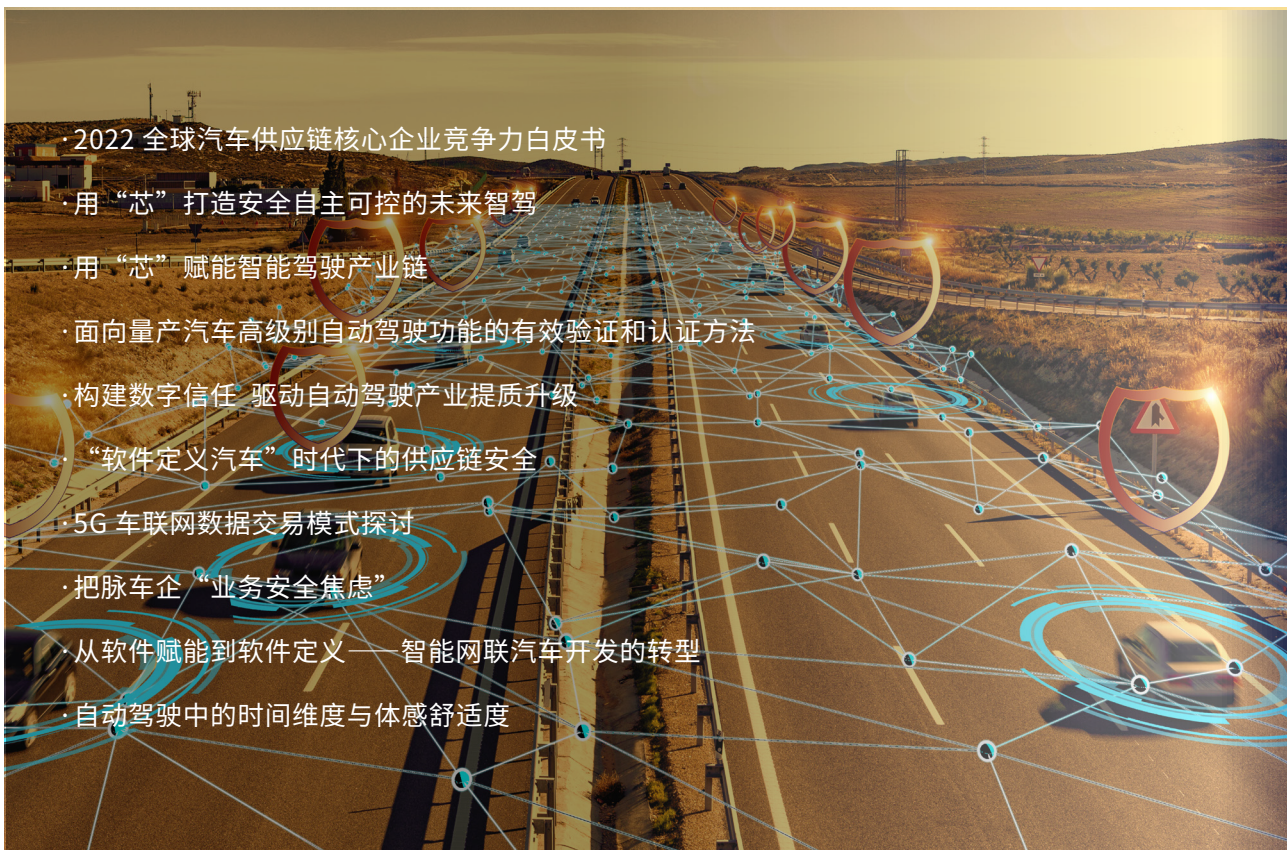 ·2022 全球汽车供应链核心企业竞争力白皮书
·用“芯”打造安全自主可控的未来智驾
·用“芯”赋能智能驾驶产业链
·面向量产汽车高级别自动驾驶功能的有效验证和认证方法
·构建数字信任 驱动自动驾驶产业提质升级
·“软件定义汽车”时代下的供应链安全
·5G 车联网数据交易模式探讨
·把脉车企“业务安全焦虑”
·从软件赋能到软件定义——智能网联汽车开发的转型
·自动驾驶中的时间维度与体感舒适度